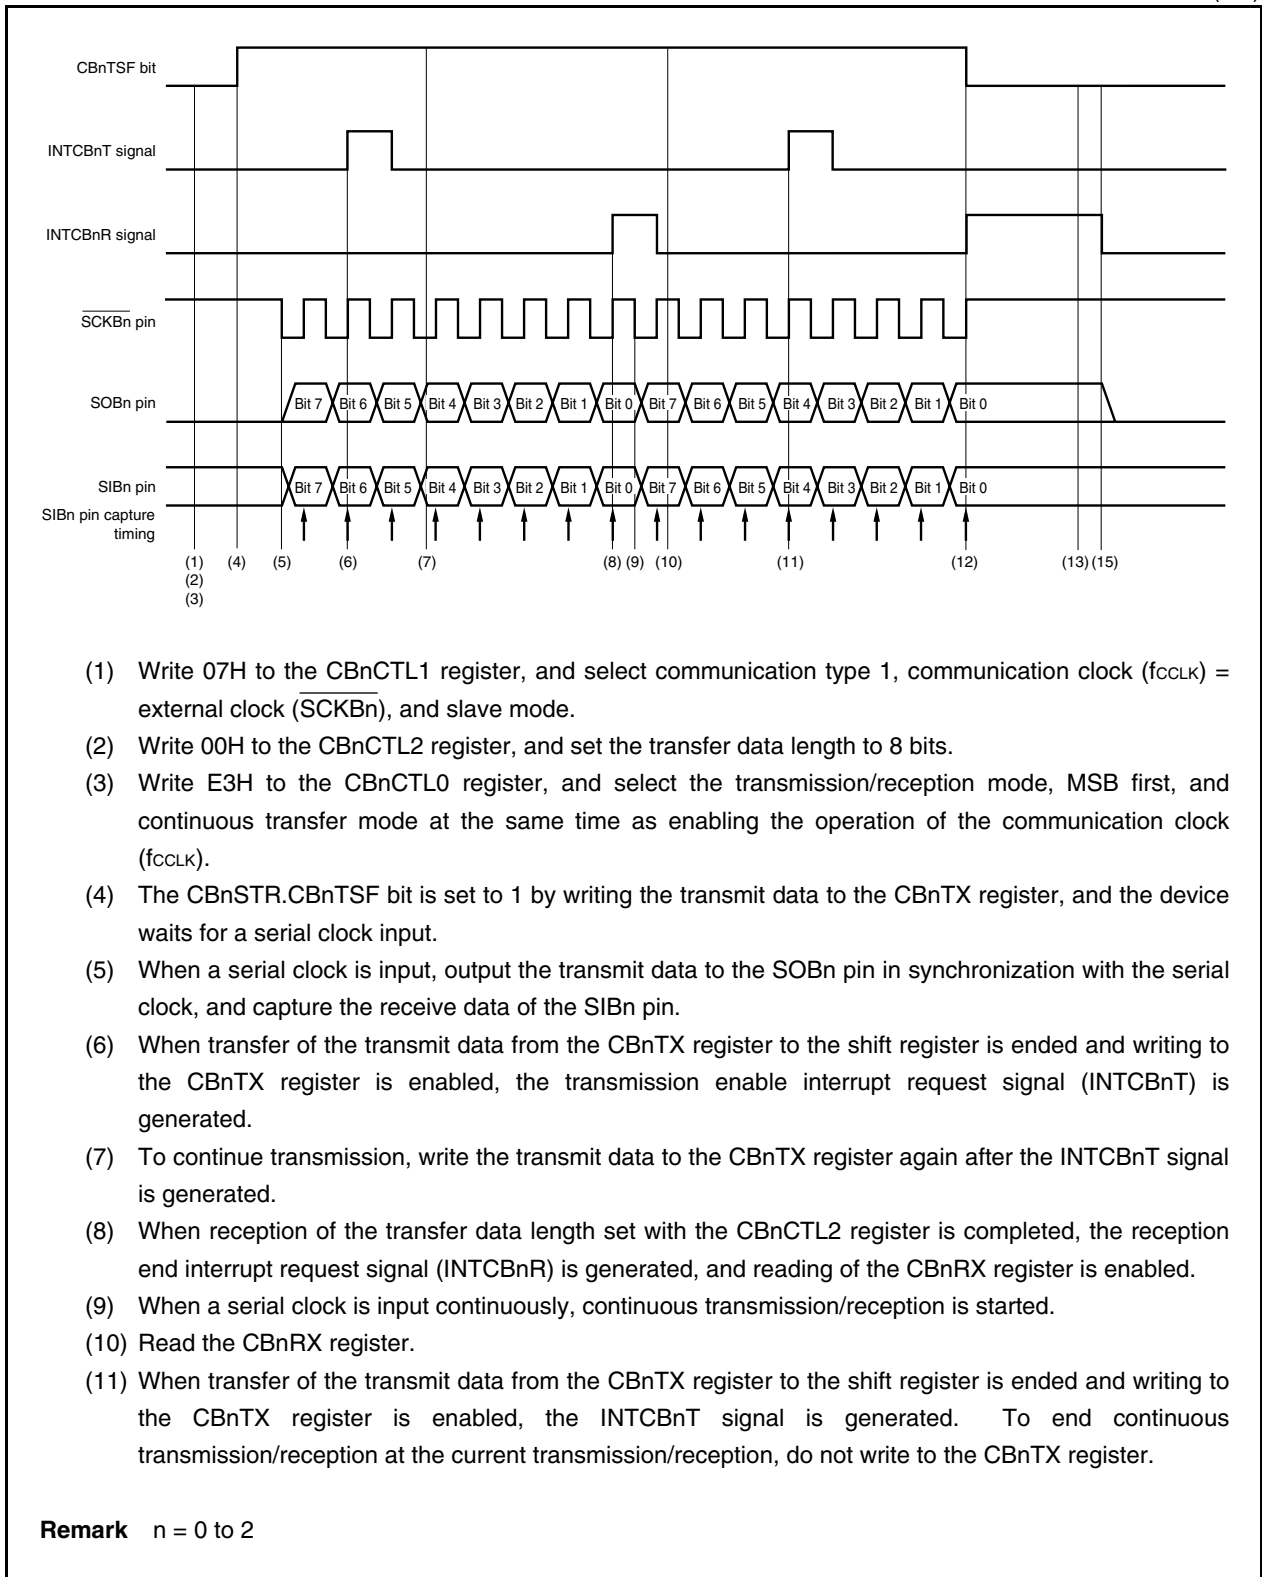 CBnTSF bit
INTCBnT signal
INTCBnR signal
SCKBn pin
SOBn pin
Bit 7 Bit 6 Bit 5 Bit 4 Bit 3 Bit 2 Bit 1 Bit 0 Bit 7 Bit 6 Bit 5 Bit 4 Bit 3 Bit 2 Bit 1 Bit 0
SIBn pin
Bit 7 Bit 6 Bit 5 Bit 4 Bit 3 Bit 2 Bit 1 Bit 0 Bit 7 Bit 6 Bit 5 Bit 4 Bit 3 Bit 2 Bit 1 Bit 0
SIBn pin capture
timing
(1) (4) (5) (6) (7) (8) (9) (10) (11) (12) (13) (15)
(2)
(3)
(1) Write 07H to the CBnCTL1 register, and select communication type 1, communication clock (fCCLK) =
external clock (SCKBn), and slave mode.
(2) Write 00H to the CBnCTL2 register, and set the transfer data length to 8 bits.
(3) Write E3H to the CBnCTL0 register, and select the transmission/reception mode, MSB first, and
continuous transfer mode at the same time as enabling the operation of the communication clock
(fCCLK).
(4) The CBnSTR.CBnTSF bit is set to 1 by writing the transmit data to the CBnTX register, and the device
waits for a serial clock input.
(5) When a serial clock is input, output the transmit data to the SOBn pin in synchronization with the serial
clock, and capture the receive data of the SIBn pin.
(6) When transfer of the transmit data from the CBnTX register to the shift register is ended and writing to
the CBnTX register is enabled, the transmission enable interrupt request signal (INTCBnT) is
generated.
(7) To continue transmission, write the transmit data to the CBnTX register again after the INTCBnT signal
is generated.
(8) When reception of the transfer data length set with the CBnCTL2 register is completed, the reception
end interrupt request signal (INTCBnR) is generated, and reading of the CBnRX register is enabled.
(9) When a serial clock is input continuously, continuous transmission/reception is started.
(10) Read the CBnRX register.
(11) When transfer of the transmit data from the CBnTX register to the shift register is ended and writing to
the CBnTX register is enabled, the INTCBnT signal is generated. To end continuous
transmission/reception at the current transmission/reception, do not write to the CBnTX register.
Remark n = 0 to 2